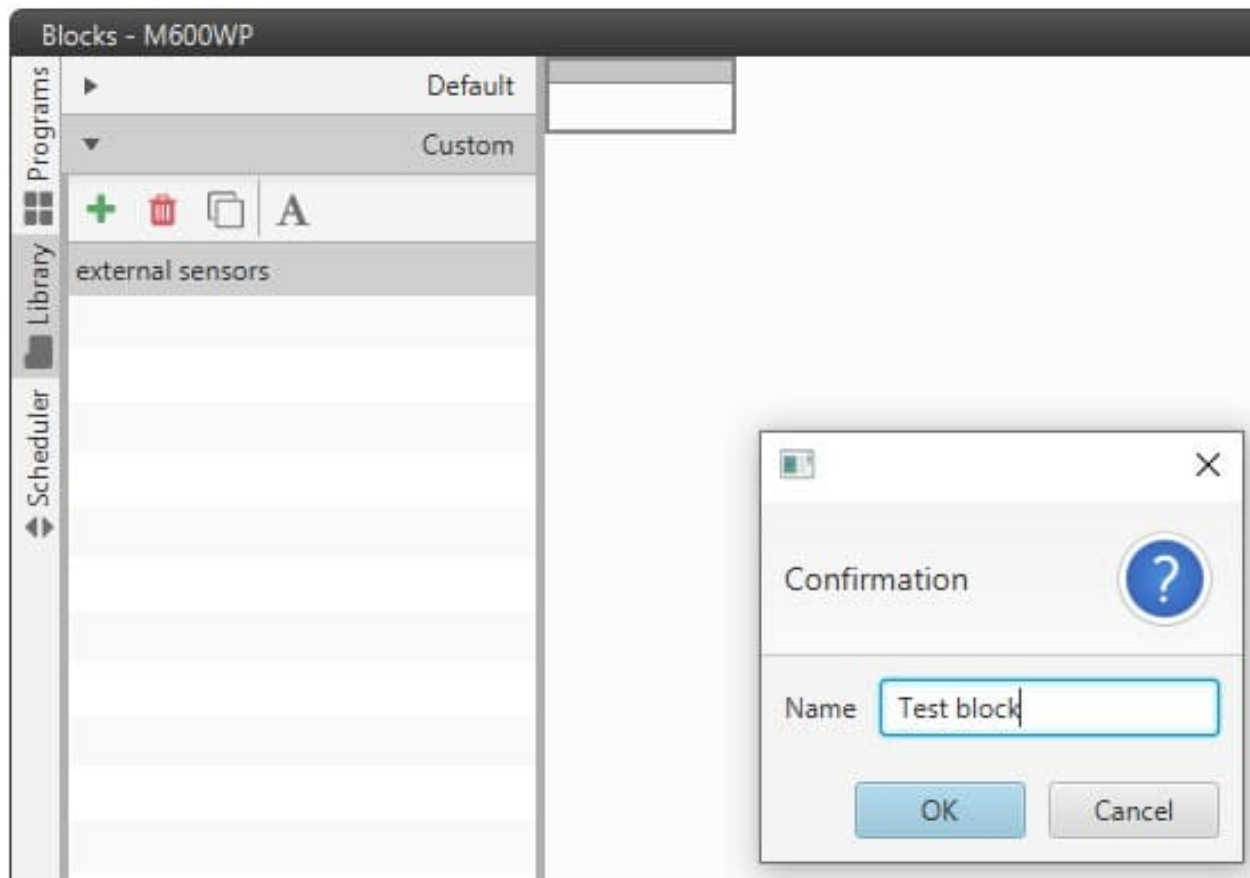 Blocks - M600WP
Programs
Library
Scheduler
Default
Custom
A
external sensors
Confirmation
?
Name Test block
OK Cancel